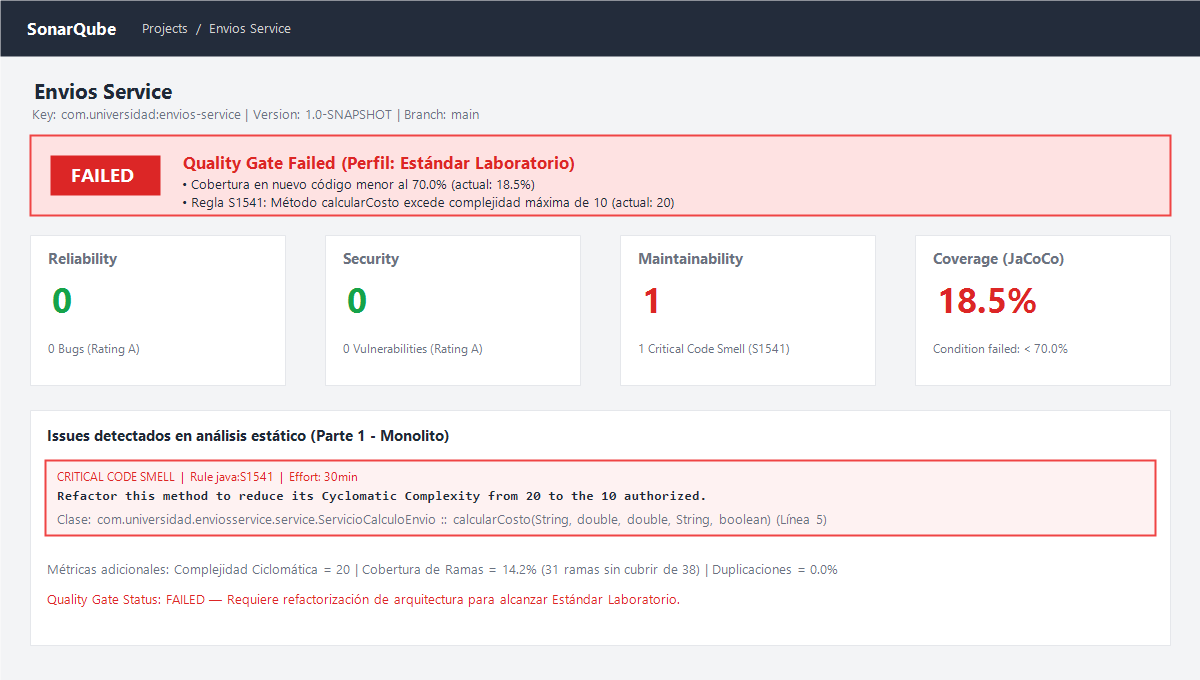 SonarQube Projects / Envios Service
Envios Service
Key: com.universidad:envios-service | Version: 1.0-SNAPSHOT | Branch: main
FAILED
Quality Gate Failed (Perfil: Estándar Laboratorio)
• Cobertura en nuevo código menor al 70.0% (actual: 18.5%)
• Regla S1541: Método calcularCosto excede complejidad máxima de 10 (actual: 20)
Reliability
0
0 Bugs (Rating A)
Security
0
0 Vulnerabilities (Rating A)
Maintainability
1
1 Critical Code Smell (S1541)
Coverage (JaCoCo)
18.5%
Condition failed: < 70.0%
Issues detectados en análisis estático (Parte 1 - Monolito)
CRITICAL CODE SMELL | Rule java:S1541 | Effort: 30min
Refactor this method to reduce its Cyclomatic Complexity from 20 to the 10 authorized.
Clase: com.universidad.enviosservice.service.ServicioCalculoEnvio :: calcularCosto(String, double, double, String, boolean) (Línea 5)
Métricas adicionales: Complejidad Ciclomática = 20 | Cobertura de Ramas = 14.2% (31 ramas sin cubrir de 38) | Duplicaciones = 0.0%
Quality Gate Status: FAILED — Requiere refactorización de arquitectura para alcanzar Estándar Laboratorio.